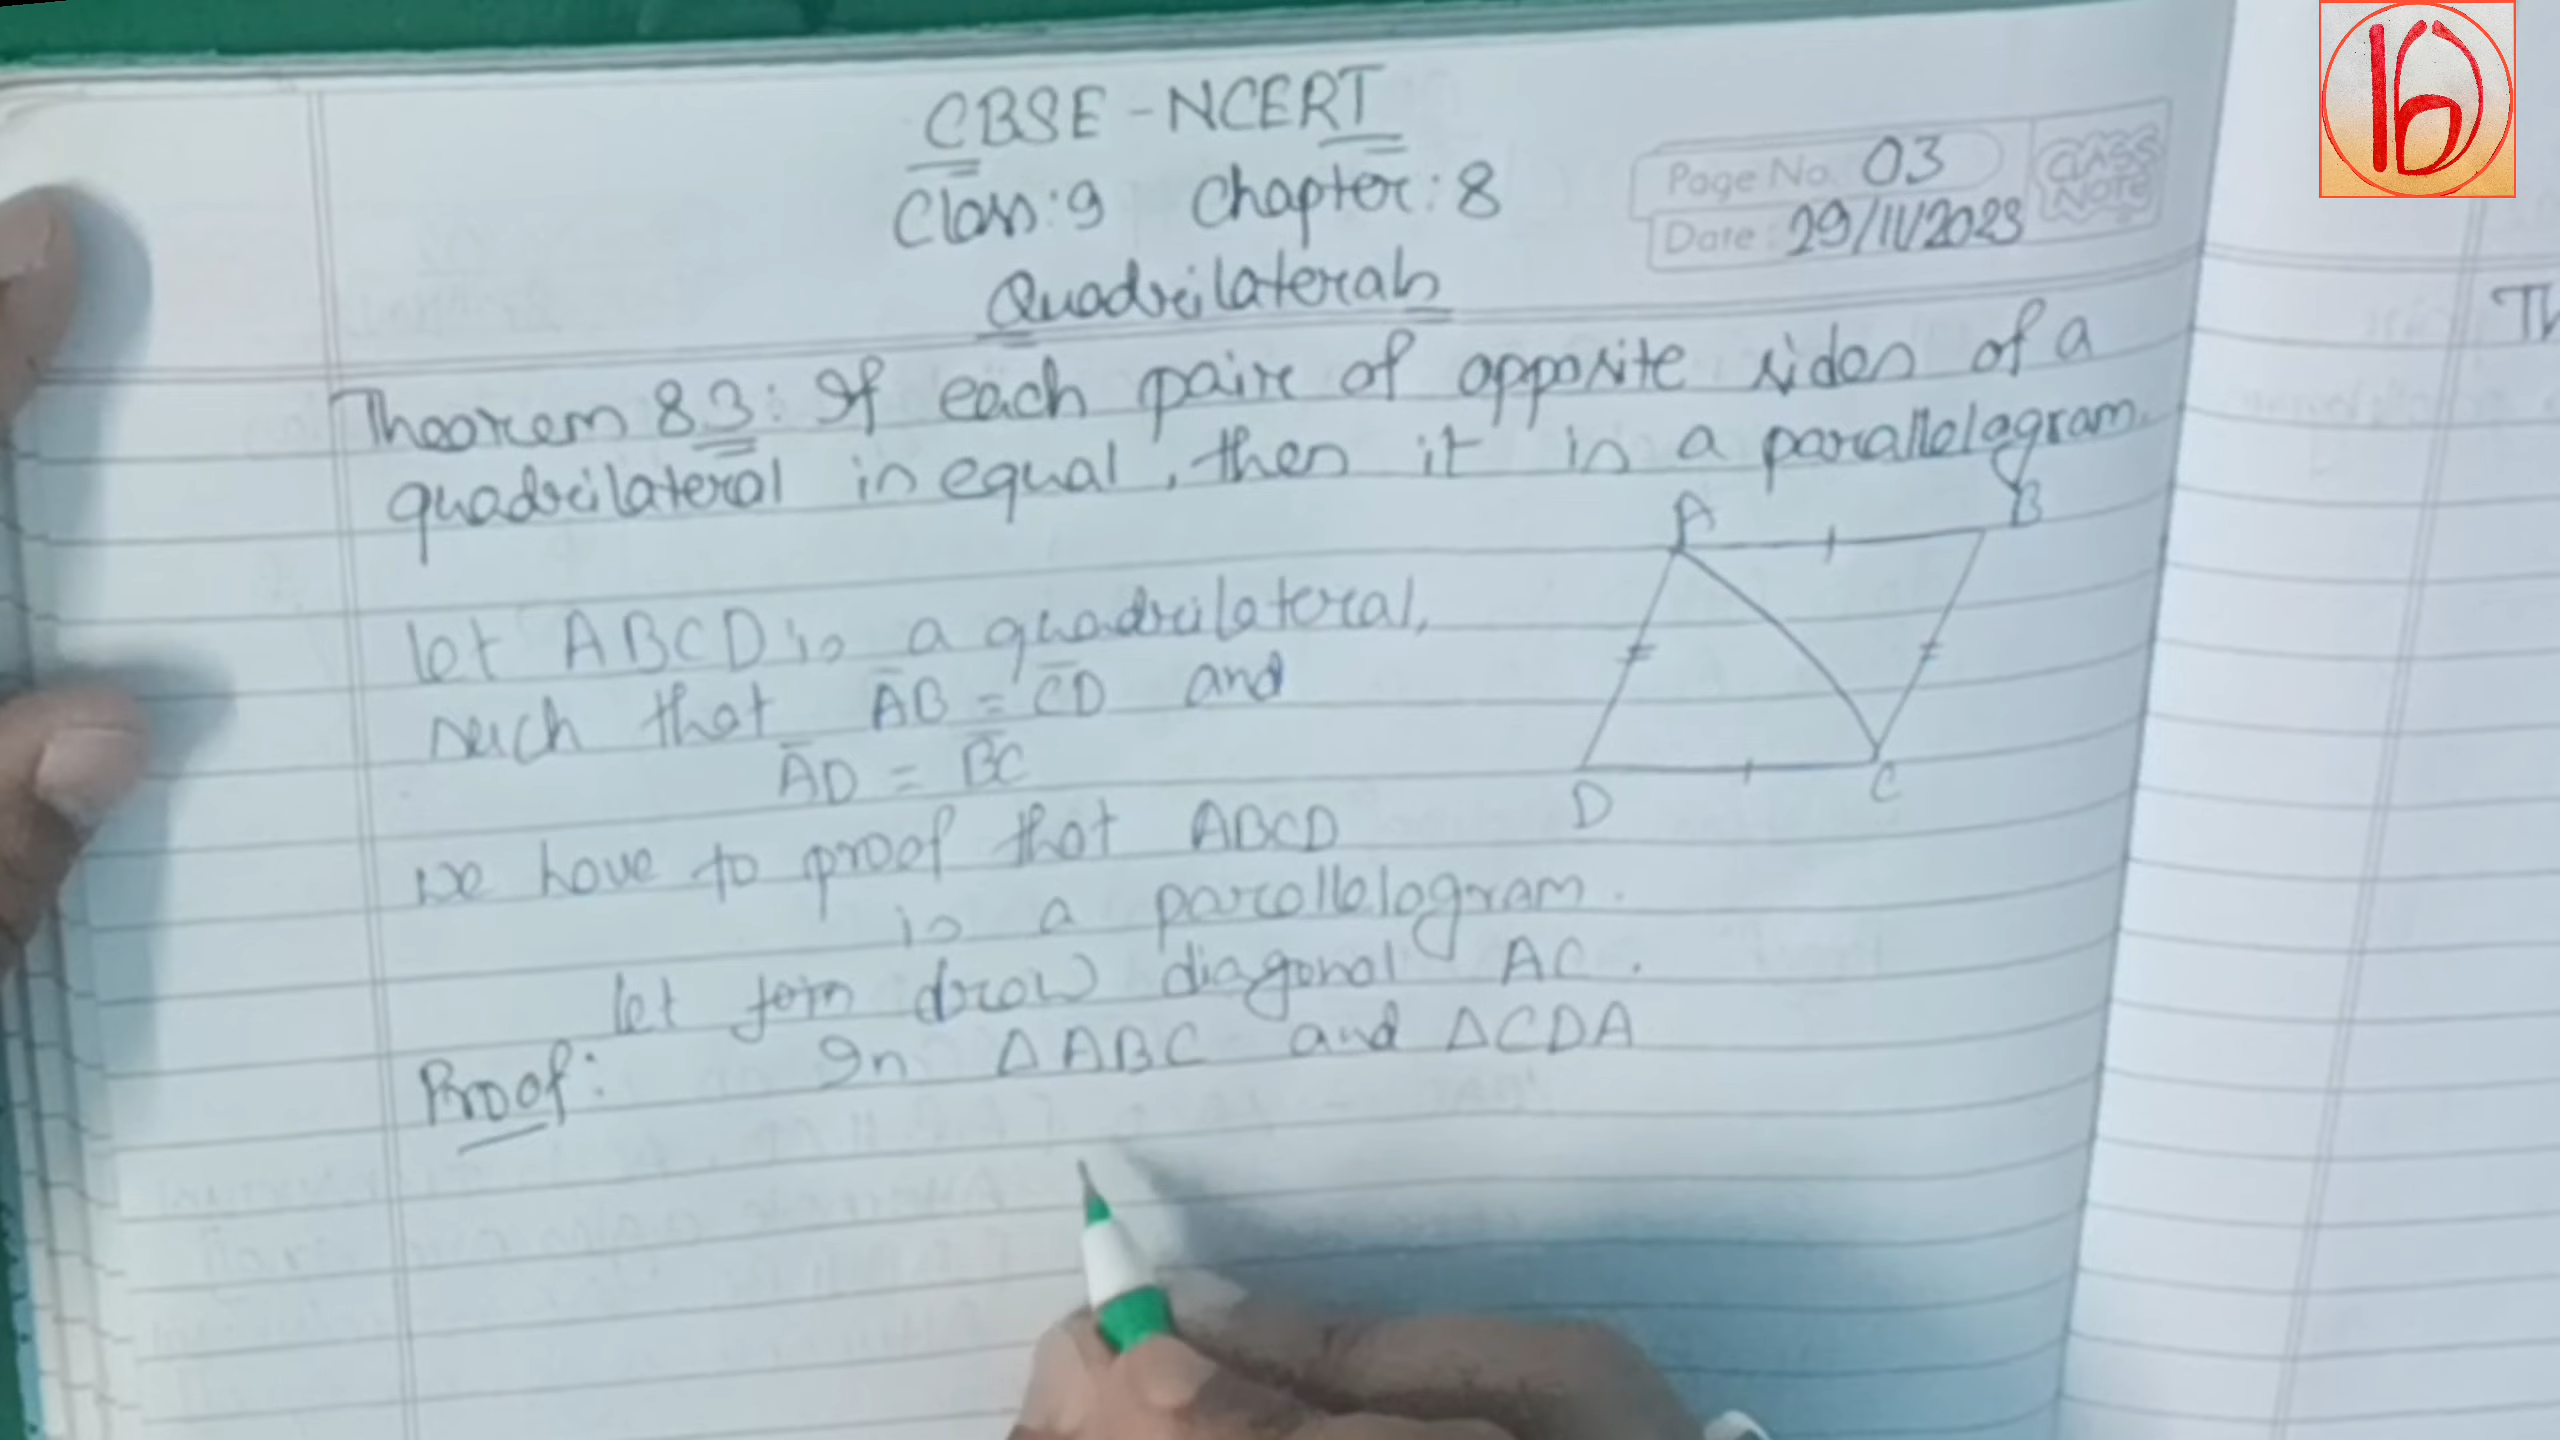 CBSE - NCERT
Class: 9 Chapter: 8
Page No. 03
CLASS NOTE
Date: 29/11/2023
Quadrilaterals
Theorem 8.3: If each pair of opposite sides of a
quadrilateral is equal, then it is a parallelogram.
Th
A B
let ABCD is a quadrilateral,
such that AB = CD and
AD = BC
D C
we have to proof that ABCD
is a parallelogram.
let join draw diagonal AC.
Proof: In △ABC and △CDA